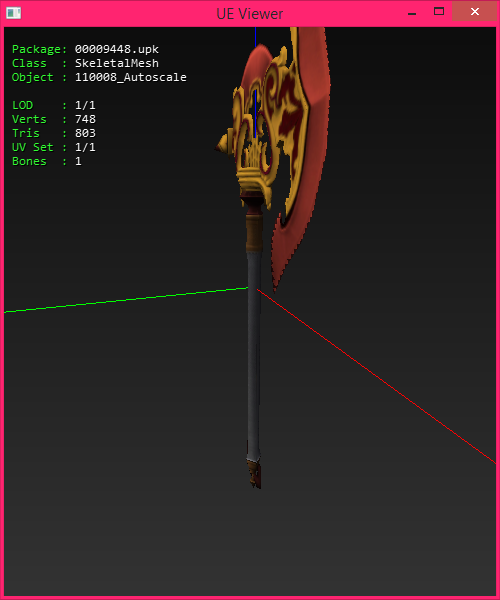 UE Viewer
Package: 00009448.upk
Class : SkeletalMesh
Object : 110008_Autoscale
LOD : 1/1
Verts : 748
Tris : 803
UV Set : 1/1
Bones : 1